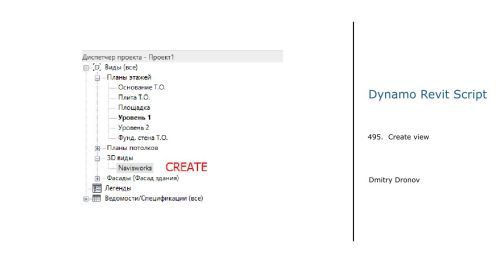 Диспетчер проекта - Проект1
Виды (все)
Планы этажей
Основание Т.О.
Плита Т.О.
Площадка
Уровень 1
Уровень 2
Фунд. стена Т.О.
Планы потолков
3D виды
Navisworks CREATE
Фасады (Фасад здания)
Легенды
Ведомости/Спецификации (все)
Dynamo Revit Script
495. Create view
Dmitry Dronov